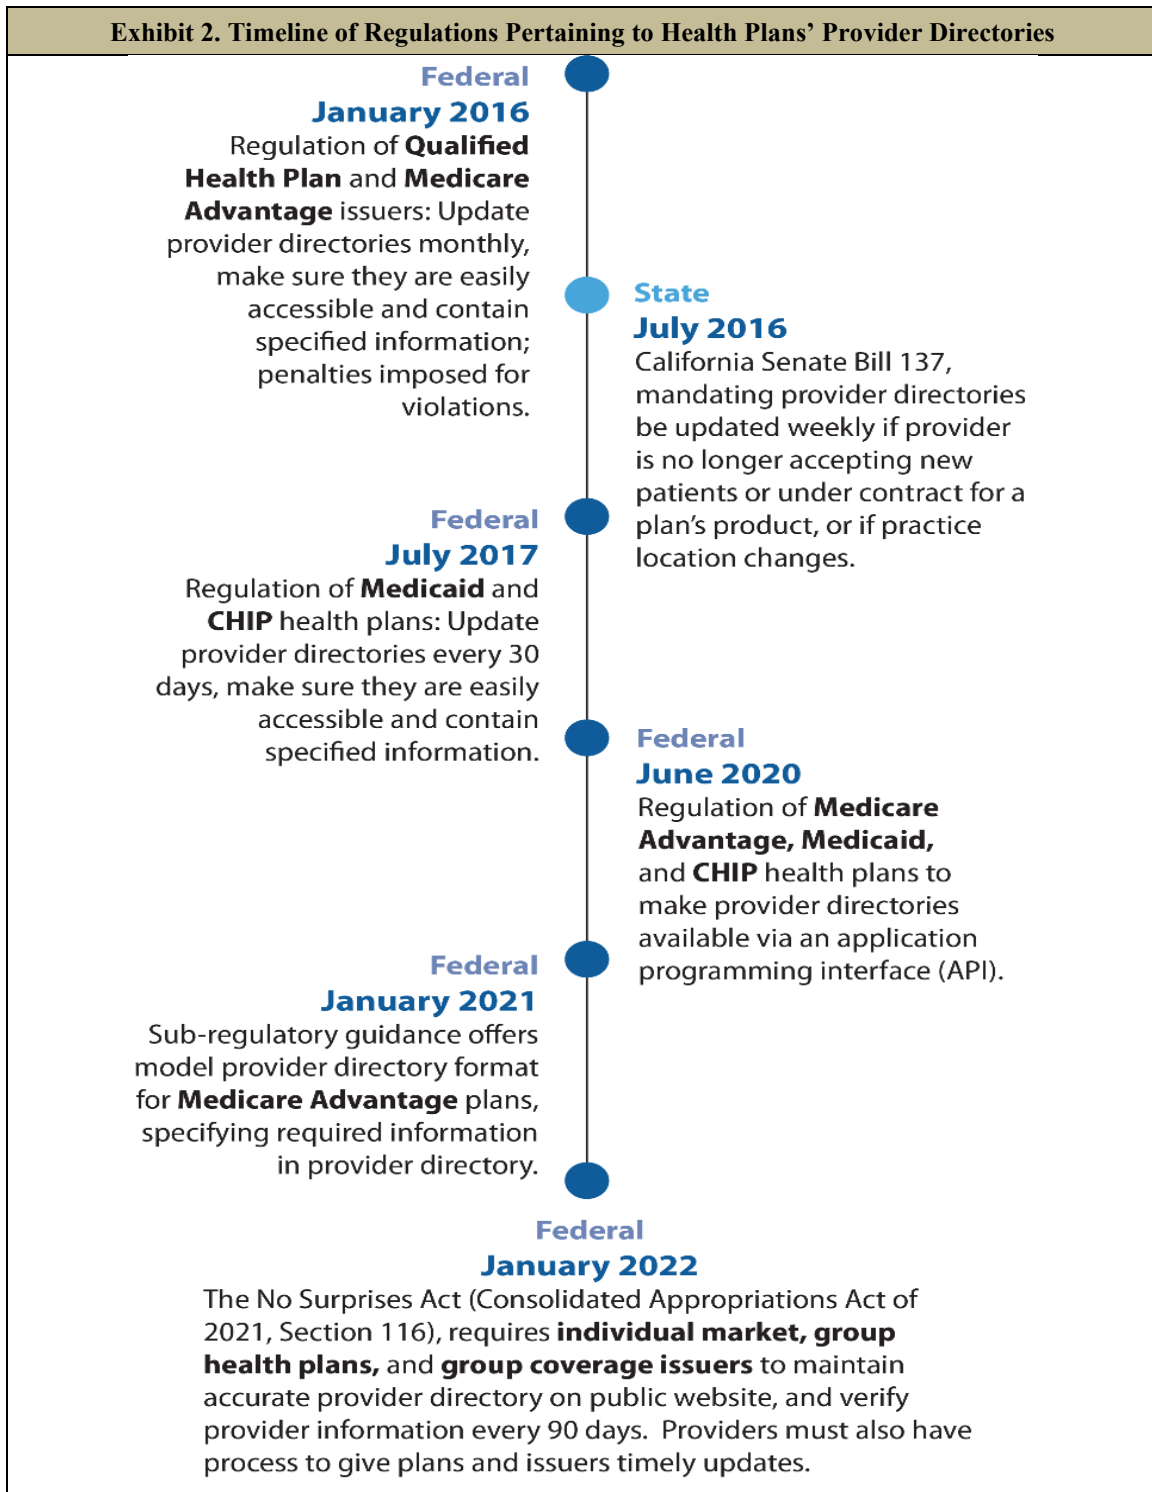 Exhibit 2. Timeline of Regulations Pertaining to Health Plans’ Provider Directories
Federal
January 2016
Regulation of Qualified
Health Plan and Medicare
Advantage issuers: Update
provider directories monthly,
make sure they are easily
accessible and contain
specified information;
penalties imposed for
violations.
State
July 2016
California Senate Bill 137,
mandating provider directories
be updated weekly if provider
is no longer accepting new
patients or under contract for a
plan’s product, or if practice
location changes.
Federal
July 2017
Regulation of Medicaid and
CHIP health plans: Update
provider directories every 30
days, make sure they are easily
accessible and contain
specified information.
Federal
June 2020
Regulation of Medicare
Advantage, Medicaid,
and CHIP health plans to
make provider directories
available via an application
programming interface (API).
Federal
January 2021
Sub-regulatory guidance offers
model provider directory format
for Medicare Advantage plans,
specifying required information
in provider directory.
Federal
January 2022
The No Surprises Act (Consolidated Appropriations Act of
2021, Section 116), requires individual market, group
health plans, and group coverage issuers to maintain
accurate provider directory on public website, and verify
provider information every 90 days.  Providers must also have
process to give plans and issuers timely updates.